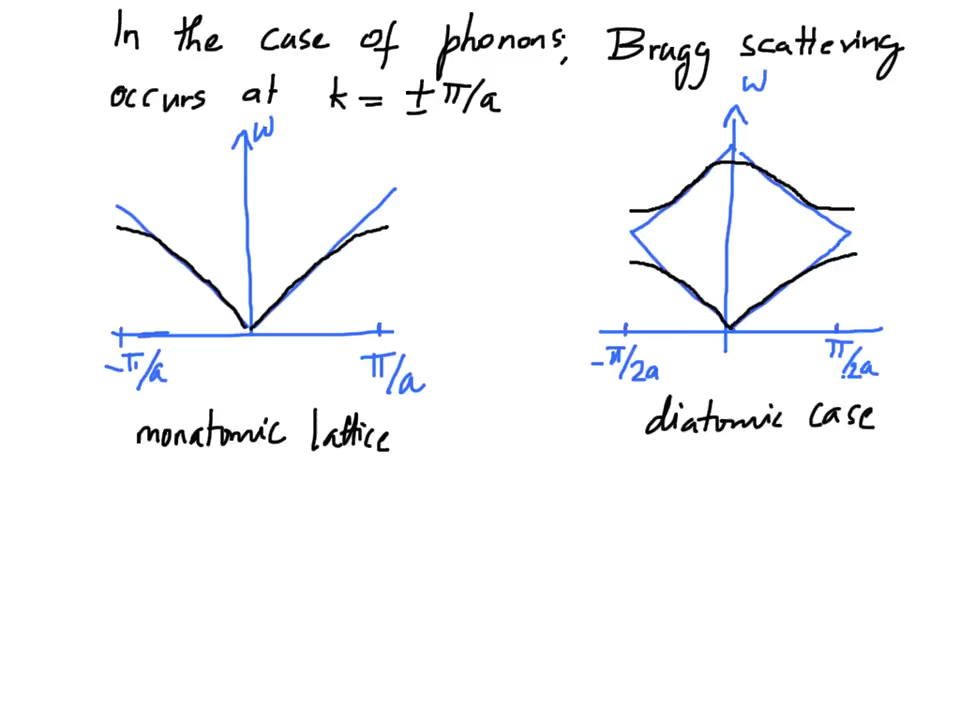 In the case of phonons, Bragg scattering
occurs at k = ± π/a
ω
ω
-π/a
π/a
-π/2a
π/2a
monatomic lattice
diatomic case